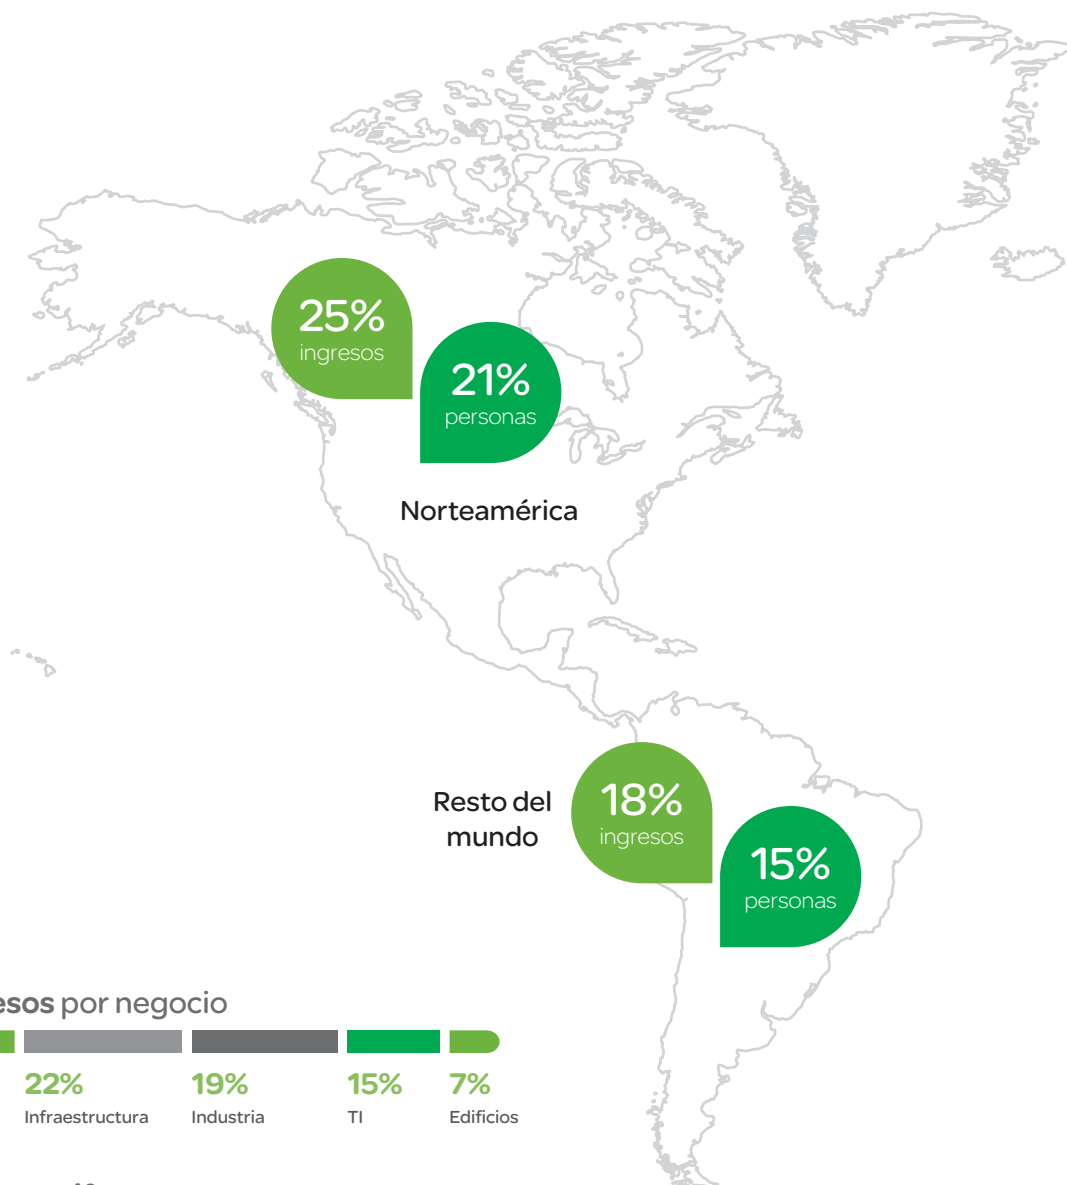 25%
ingresos
21%
personas
Norteamérica
Resto del
mundo
18%
ingresos
15%
personas
esos por negocio
22%
Infraestructura
19%
Industria
15%
TI
7%
Edificios